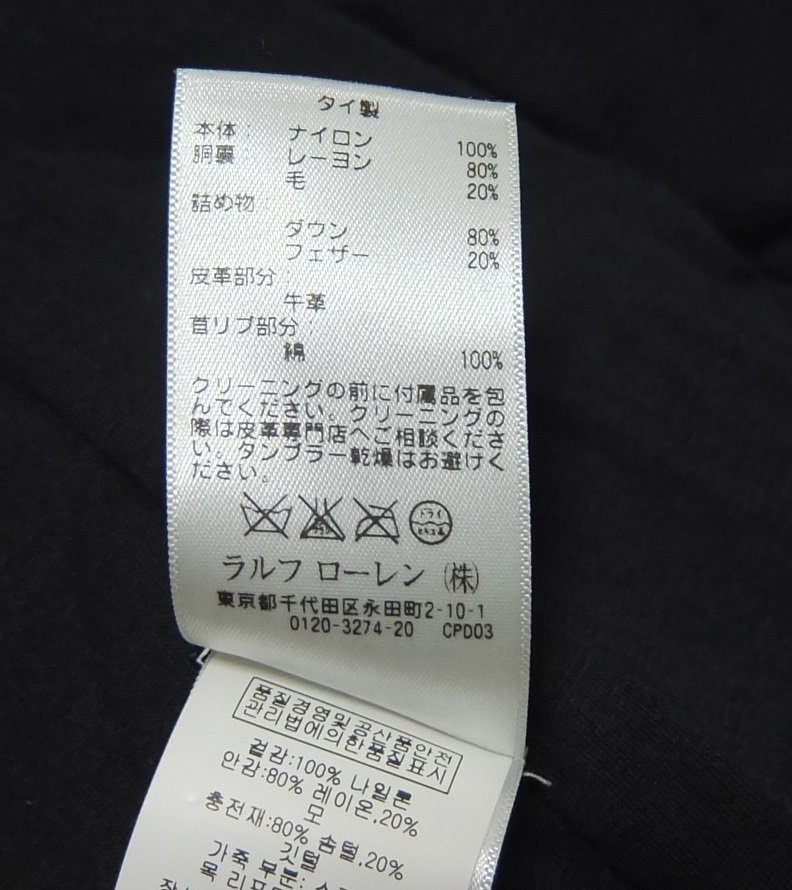 タイ製
本体: ナイロン 100%
胴裏: レーヨン 80%
毛 20%
詰め物:
ダウン 80%
フェザー 20%
皮革部分:
牛革
首リブ部分:
綿 100%
クリーニングの前に付属品を包
んでください。クリーニングの
際は皮革専門店へご相談くださ
い。タンブラー乾燥はお避けく
ださい。
ドライ
ラルフ ローレン (株)
東京都千代田区永田町2-10-1
0120-3274-20 CPD03
품질경영및공산품안전
관리법에의한품질표시
겉감:100% 나일론
안감:80% 레이온,20%
모
충전재:80% 솜털,20%
깃털
가죽 부분: